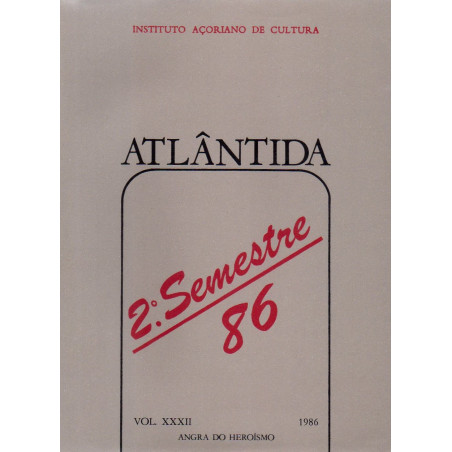 INSTITUTO AÇORIANO DE CULTURA
ATLÂNTIDA
2.º Semestre
86
VOL. XXXII 1986
ANGRA DO HEROÍSMO